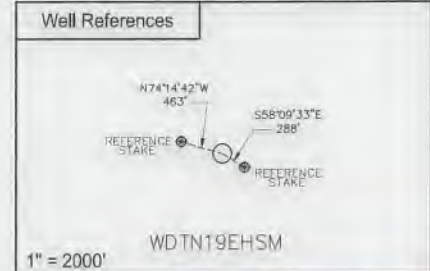 Well References
N74°14'42"W
463'
S58°09'33"E
288'
REFERENCE
STAKE
REFERENCE
STAKE
WDTN19EHSM
1" = 2000'